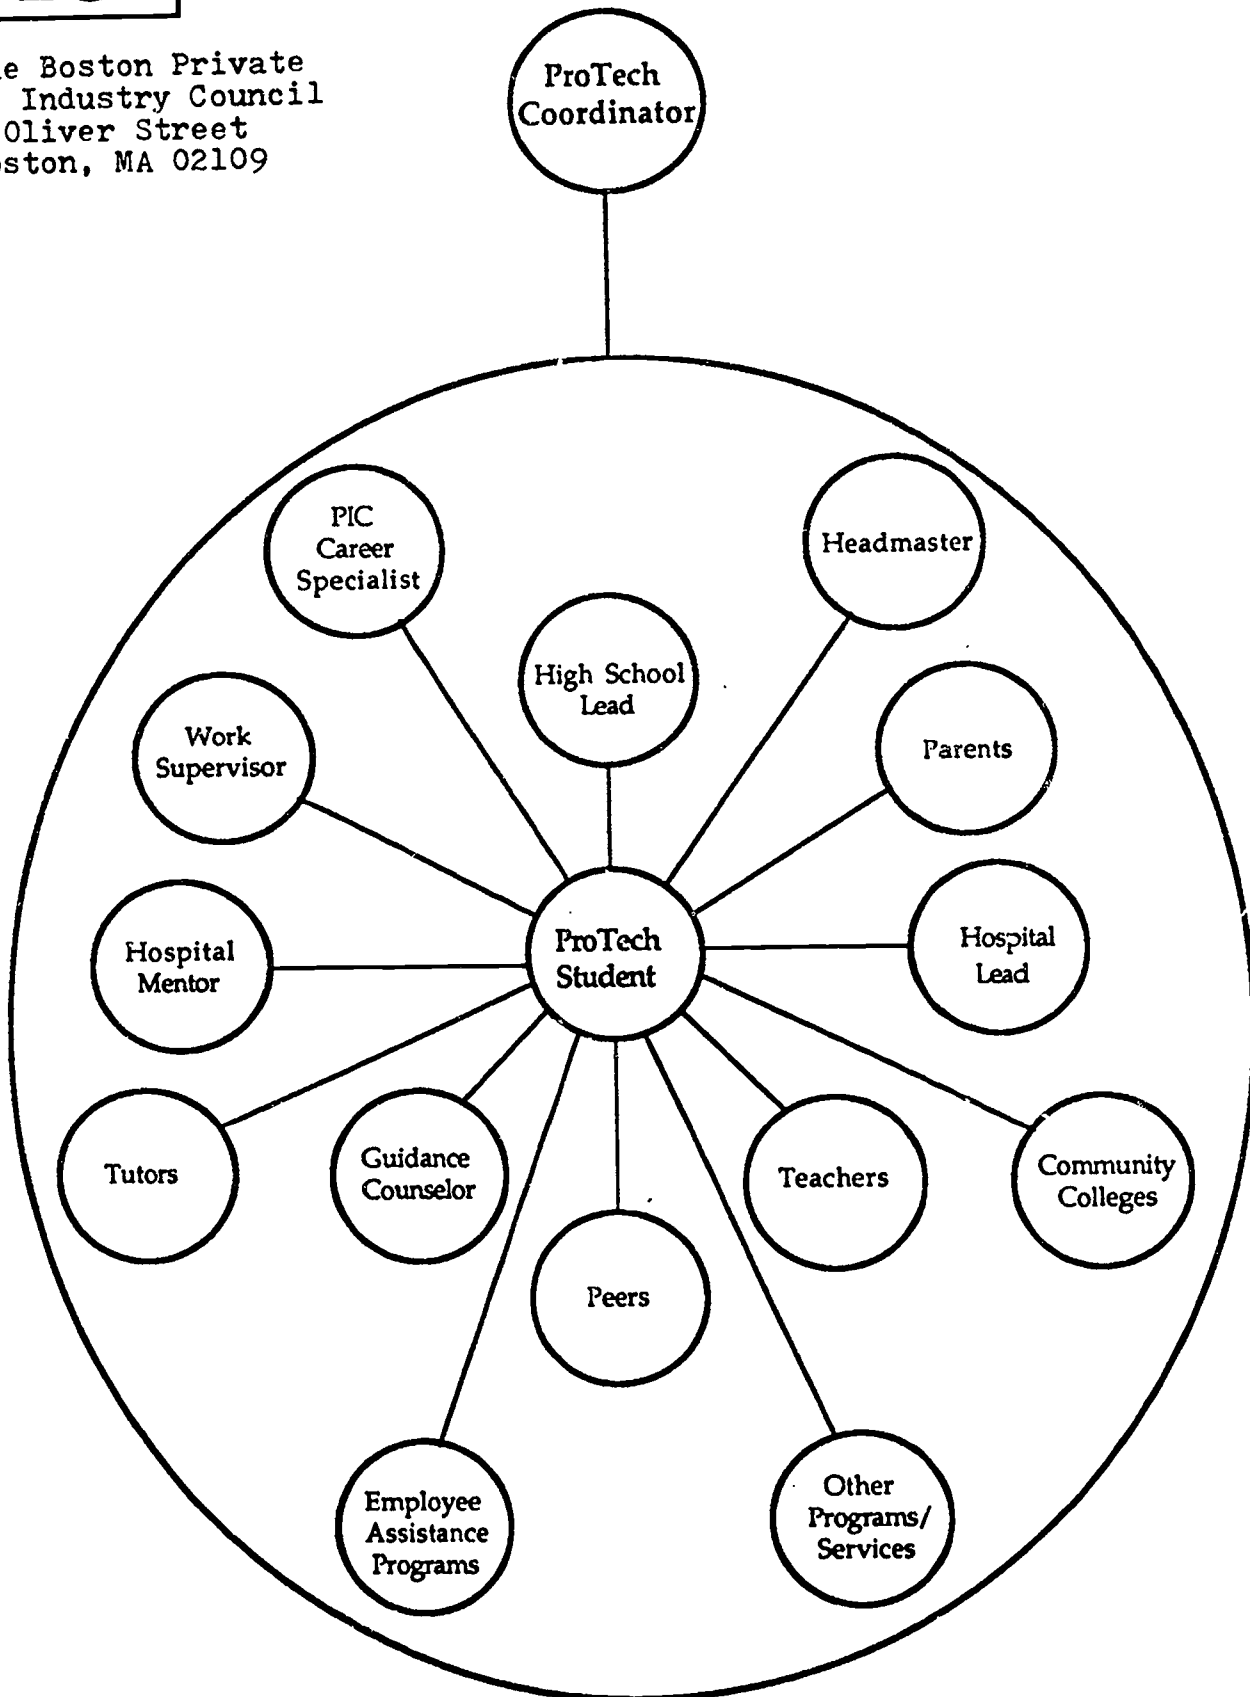 Boston Private
Industry Council
Oliver Street
MA 02109
ProTech
Coordinator
PIC
Career
Specialist
Headmaster
High School
Lead
Work
Supervisor
Parents
Hospital
Mentor
ProTech
Student
Hospital
Lead
Tutors
Guidance
Counselor
Teachers
Community
Colleges
Peers
Employee
Assistance
Programs
Other
Programs/
Services